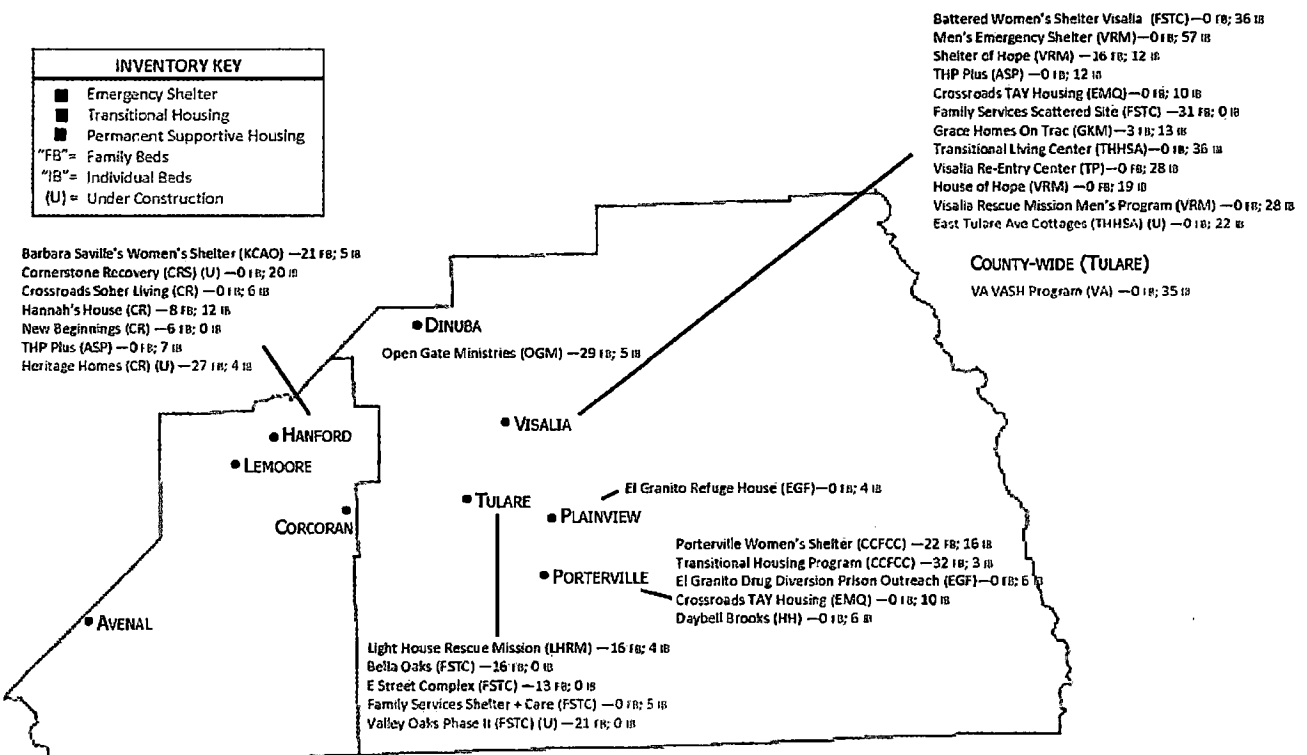 Battered Women's Shelter Visalia (FSTC)—0 FB; 36 IB
Men's Emergency Shelter (VRM)—0 FB; 57 IB
Shelter of Hope (VRM) —16 FB; 12 IB
THP Plus (ASP) —0 FB; 12 IB
Crossroads TAY Housing (EMQ)—0 FB; 10 IB
Family Services Scattered Site (FSTC) —31 FB; 0 IB
Grace Homes On Trac (GKM)—3 FB; 13 IB
Transitional Living Center (THHSA)—0 FB; 36 IB
Visalia Re-Entry Center (TP)—0 FB; 28 IB
House of Hope (VRM) —0 FB; 19 IB
Visalia Rescue Mission Men's Program (VRM) —0 FB; 28 IB
East Tulare Ave Cottages (THHSA) (U) —0 FB; 22 IB
COUNTY-WIDE (TULARE)
VA VASH Program (VA) —0 FB; 35 IB
INVENTORY KEY
Emergency Shelter
Transitional Housing
Permanent Supportive Housing
"FB"= Family Beds
"IB"= Individual Beds
(U) = Under Construction
Barbara Saville's Women's Shelter (KCAO) —21 FB; 5 IB
Cornerstone Recovery (CRS) (U) —0 FB; 20 IB
Crossroads Sober Living (CR) —0 FB; 6 IB
Hannah's House (CR) —8 FB; 12 IB
New Beginnings (CR) —6 FB; 0 IB
THP Plus (ASP) —0 FB; 7 IB
Heritage Homes (CR) (U) —27 FB; 4 IB
DINUBA
Open Gate Ministries (OGM) —29 FB; 5 IB
VISALIA
HANFORD
LEMOORE
CORCORAN
AVENAL
TULARE
El Granito Refuge House (EGF)—0 FB; 4 IB
PLAINVIEW
PORTERVILLE
Porterville Women's Shelter (CCFCC) —22 FB; 16 IB
Transitional Housing Program (CCFCC) —32 FB; 3 IB
El Granito Drug Diversion Prison Outreach (EGF)—0 FB; 6 IB
Crossroads TAY Housing (EMQ) —0 FB; 10 IB
Daybell Brooks (HH) —0 FB; 6 IB
Light House Rescue Mission (LHRM) —16 FB; 4 IB
Bella Oaks (FSTC) —16 FB; 0 IB
E Street Complex (FSTC) —13 FB; 0 IB
Family Services Shelter + Care (FSTC) —0 FB; 5 IB
Valley Oaks Phase II (FSTC) (U) —21 FB; 0 IB